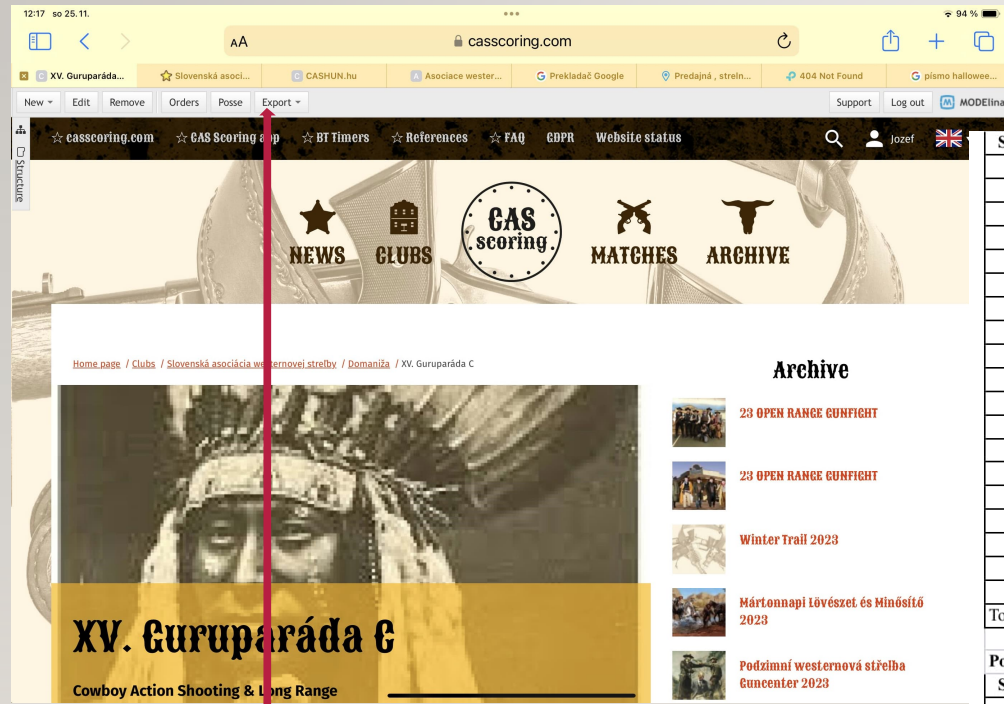 12:17 so 25.11.
94 %
AA
casscoring.com
XV. Guruparáda...
Slovenská asoci...
CASHUN.hu
Asociace wester...
Prekladač Google
Predajná , streln...
404 Not Found
písmo hallowee...
New
Edit
Remove
Orders
Posse
Export
Support
Log out
MODElina
Structure
casscoring.com
CAS Scoring app
BT Timers
References
FAQ
GDPR
Website status
Jozef
NEWS
CLUBS
CAS
scoring
MATCHES
ARCHIVE
Home page / Clubs / Slovenská asociácia westernovej streľby / Domaniža / XV. Guruparáda C
Archive
23 OPEN RANGE GUNFIGHT
23 OPEN RANGE GUNFIGHT
Winter Trail 2023
Mártonnapi Lövészet és Minősítő
2023
Podzimní westernová střelba
Guncenter 2023
XV. Guruparáda C
Cowboy Action Shooting & Long Range